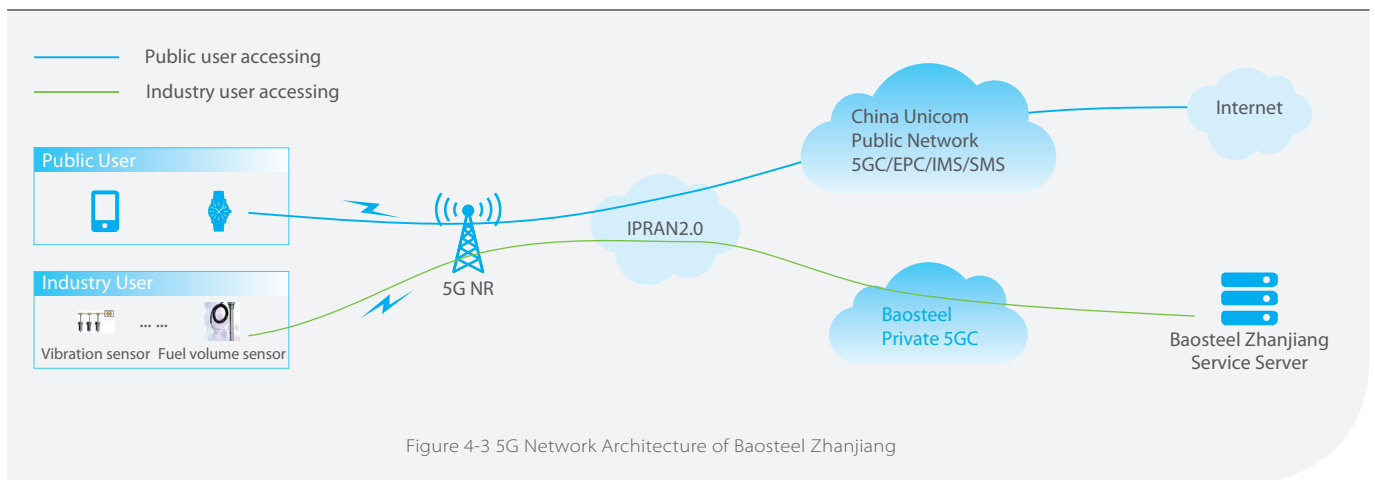 Public user accessing
Industry user accessing
Public User
Industry User
Vibration sensor
... ...
Fuel volume sensor
5G NR
IPRAN2.0
China Unicom
Public Network
5GC/EPC/IMS/SMS
Internet
Baosteel
Private 5GC
Baosteel Zhanjiang
Service Server
Figure 4-3 5G Network Architecture of Baosteel Zhanjiang